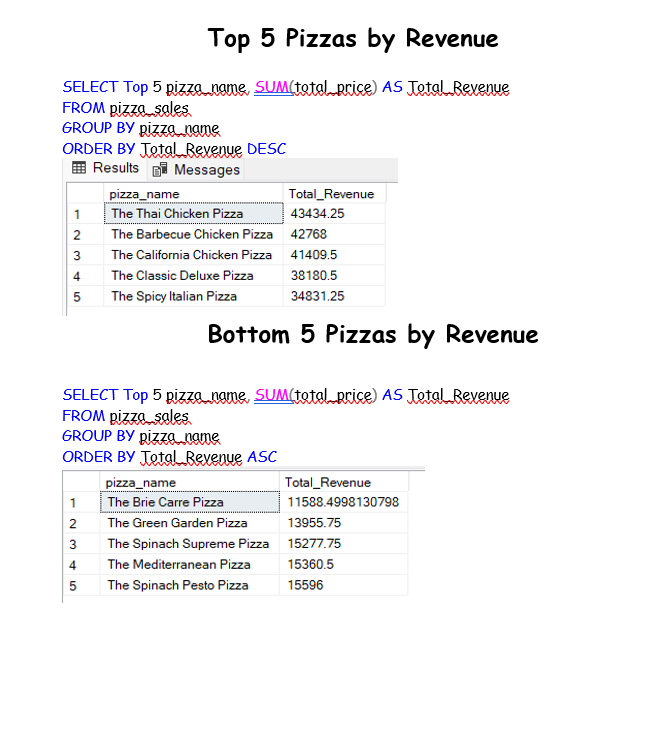 Top 5 Pizzas by Revenue
SELECT Top 5 pizza_name, SUM(total_price) AS Total_Revenue
FROM pizza_sales
GROUP BY pizza_name
ORDER BY Total_Revenue DESC
Results Messages
pizza_name Total_Revenue
1 The Thai Chicken Pizza 43434.25
2 The Barbecue Chicken Pizza 42768
3 The California Chicken Pizza 41409.5
4 The Classic Deluxe Pizza 38180.5
5 The Spicy Italian Pizza 34831.25
Bottom 5 Pizzas by Revenue
SELECT Top 5 pizza_name, SUM(total_price) AS Total_Revenue
FROM pizza_sales
GROUP BY pizza_name
ORDER BY Total_Revenue ASC
pizza_name Total_Revenue
1 The Brie Carre Pizza 11588.4998130798
2 The Green Garden Pizza 13955.75
3 The Spinach Supreme Pizza 15277.75
4 The Mediterranean Pizza 15360.5
5 The Spinach Pesto Pizza 15596